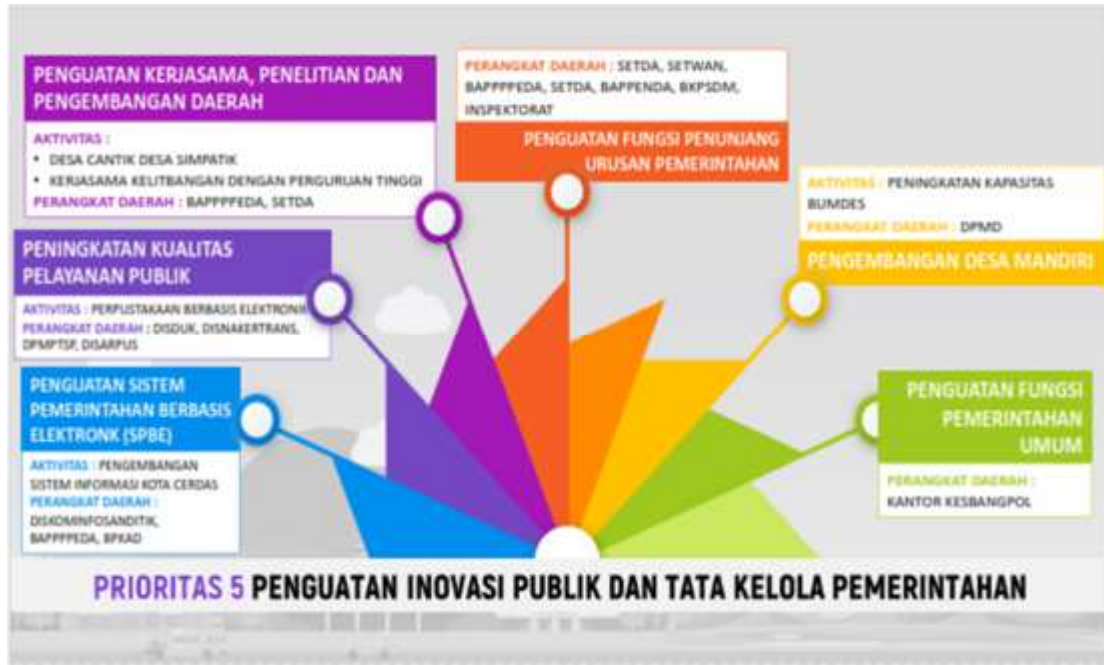 PENGUATAN KERJASAMA, PENELITIAN DAN
PENGEMBANGAN DAERAH
AKTIVITAS :
• DESA CANTIK DESA SIMPATIK
• KERJASAMA KELITBANGAN DENGAN PERGURUAN TINGGI
PERANGKAT DAERAH : BAPPPPEDA, SETDA
PERANGKAT DAERAH : SETDA, SETWAN,
BAPPPPEDA, SETDA, BAPPENDA, BKPSDM,
INSPEKTORAT
PENGUATAN FUNGSI PENUNJANG
URUSAN PEMERINTAHAN
AKTIVITAS : PENINGKATAN KAPASITAS
BUMDES
PERANGKAT DAERAH : DPMD
PENGEMBANGAN DESA MANDIRI
PENINGKATAN KUALITAS
PELAYANAN PUBLIK
AKTIVITAS : PERPUSTAKAAN BERBASIS ELEKTRONIK
PERANGKAT DAERAH : DISDUK, DISNAKERTRANS,
DPMPTSP, DISARPUS
PENGUATAN SISTEM
PEMERINTAHAN BERBASIS
ELEKTRONK (SPBE)
AKTIVITAS : PENGEMBANGAN
SISTEM INFORMASI KOTA CERDAS
PERANGKAT DAERAH :
DISKOMINFOSANDITIK,
BAPPPPEDA, BPKAD
PENGUATAN FUNGSI
PEMERINTAHAN
UMUM
PERANGKAT DAERAH :
KANTOR KESBANGPOL
PRIORITAS 5 PENGUATAN INOVASI PUBLIK DAN TATA KELOLA PEMERINTAHAN